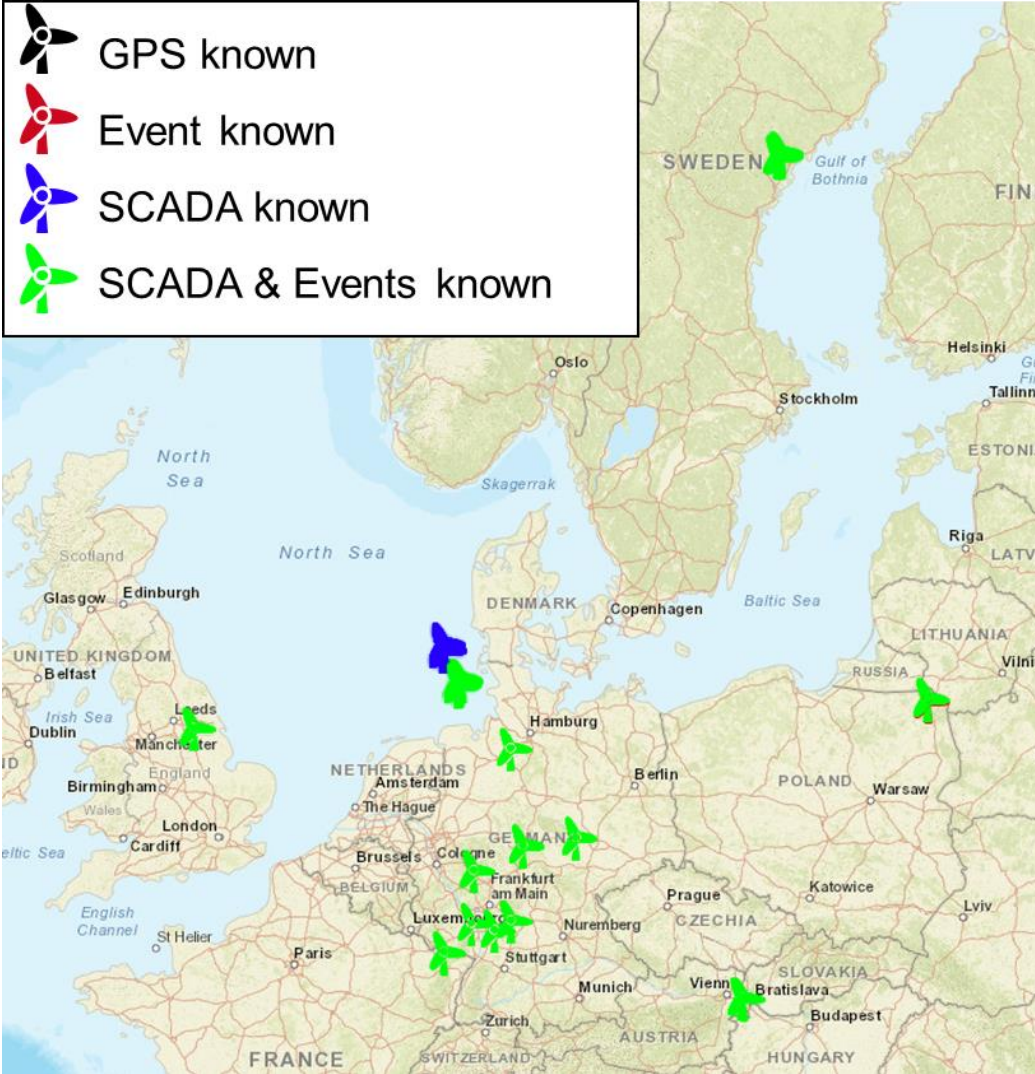 GPS known
Event known
SCADA known
SCADA & Events known
SWEDEN
Gulf of
Bothnia
FIN
Oslo
Helsinki
Stockholm
Tallinn
North
Sea
ESTONI
Skagerrak
Riga
LATV
Scotland
North Sea
Glasgow
Edinburgh
DENMARK
Copenhagen
Baltic Sea
LITHUANIA
UNITED KINGDOM
Belfast
RUSSIA
Vilni
Irish Sea
Leeds
Dublin
Manchester
Hamburg
England
NETHERLANDS
Berlin
Birmingham
Amsterdam
POLAND
Wales
The Hague
Warsaw
London
Cardiff
GERMANY
eltic Sea
Brussels
Cologne
BELGIUM
Frankfurt
am Main
Prague
Katowice
English
Channel
Luxembourg
Nuremberg
CZECHIA
Lviv
St Helier
Paris
Stuttgart
SLOVAKIA
Munich
Vienn
Bratislava
Zurich
Budapest
AUSTRIA
FRANCE
SWITZERLAND
HUNGARY